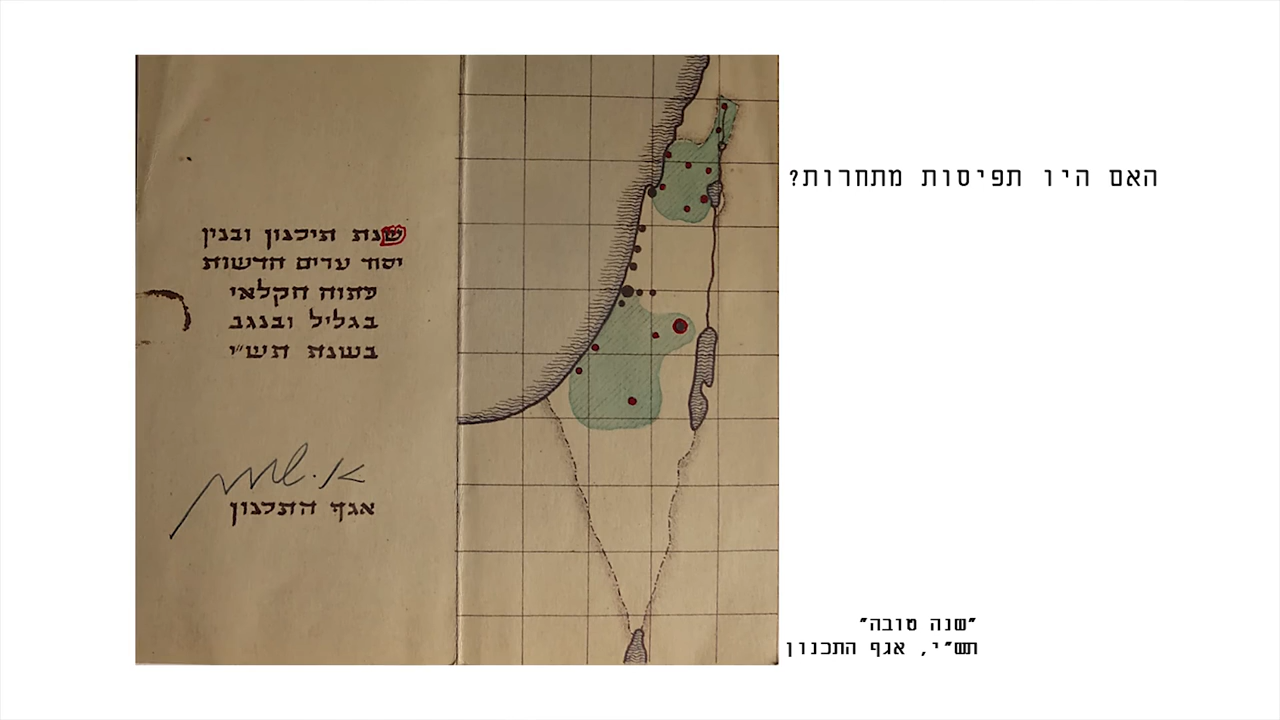 האם היו תפיסות מתחרות?
שנת תיכנון ובנין
יסוד ערים חדשות
פתוח חקלאי
בגליל ובנגב
בשנת תש״י
א.
אגף התכנון
"שנה טובה"
תש"י, אגף התכנון